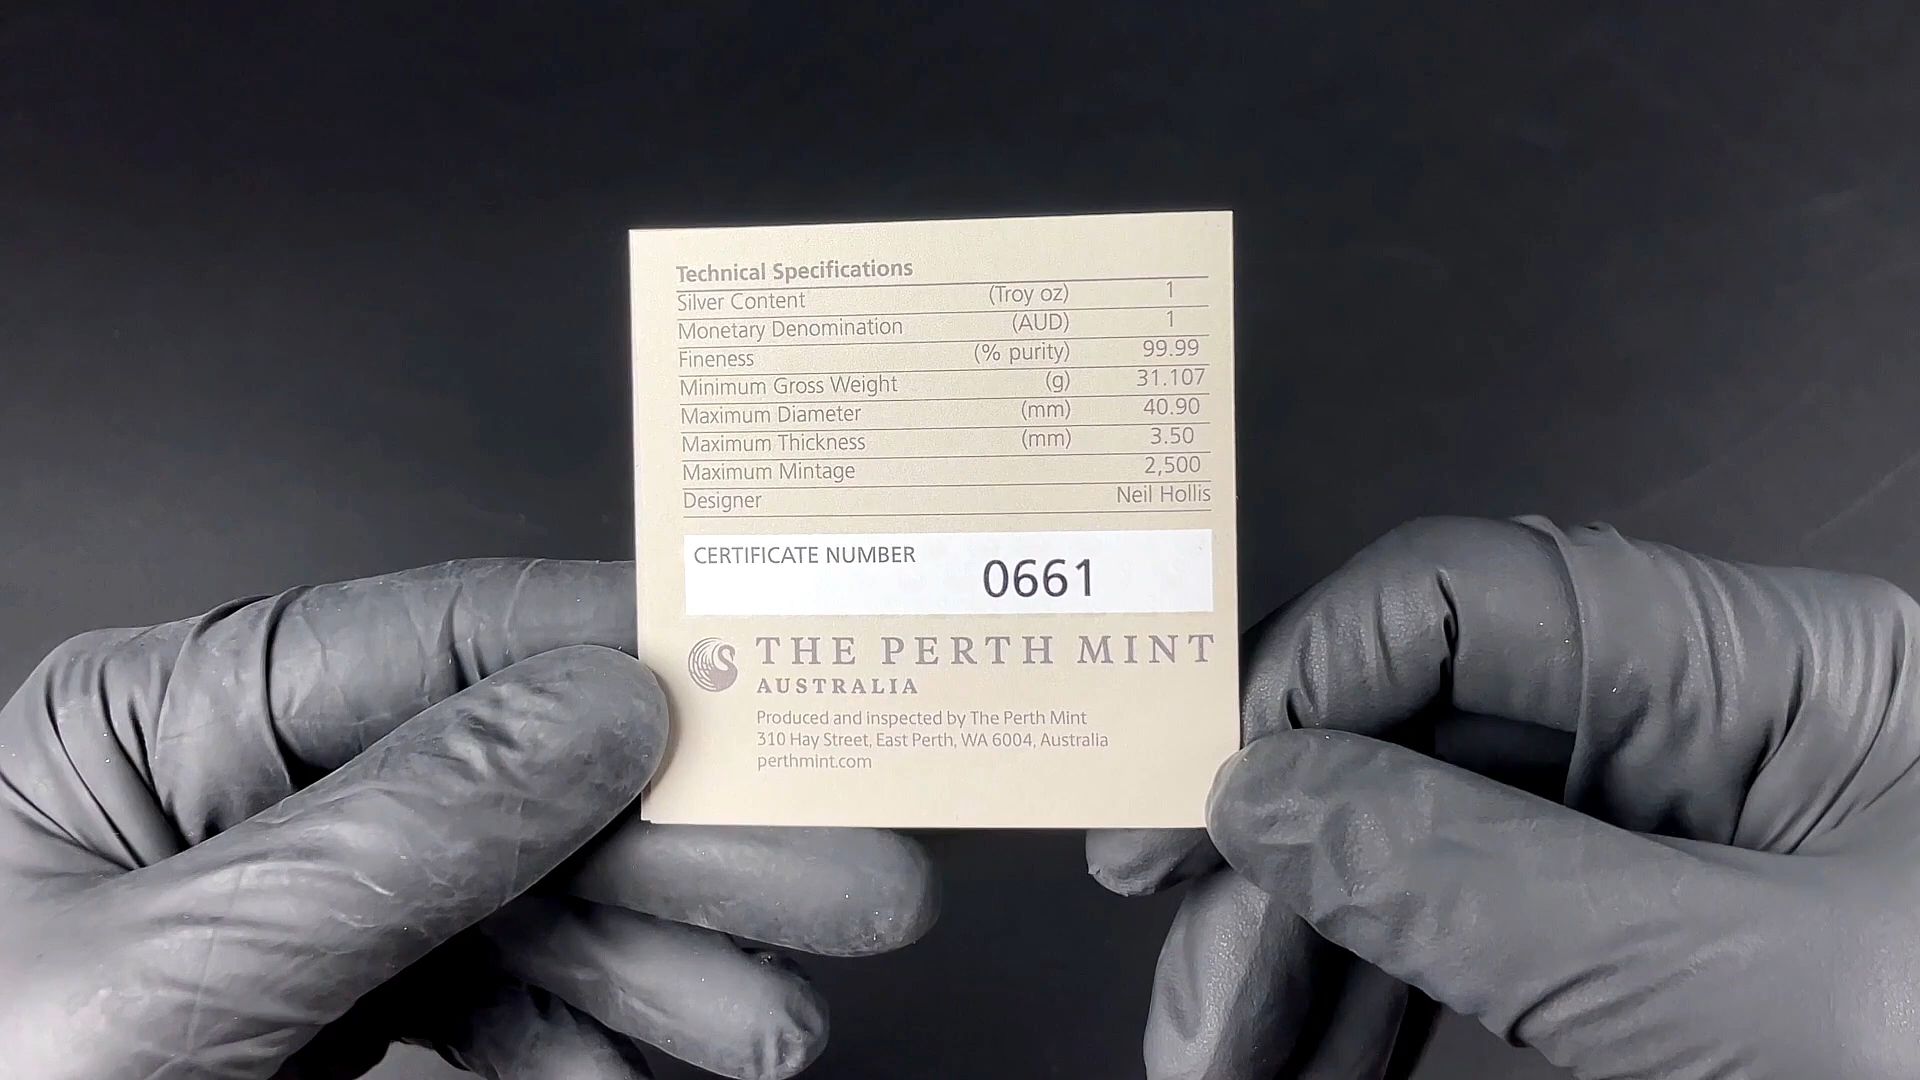 Technical Specifications
Silver Content (Troy oz) 1
Monetary Denomination (AUD) 1
Fineness (% purity) 99.99
Minimum Gross Weight (g) 31.107
Maximum Diameter (mm) 40.90
Maximum Thickness (mm) 3.50
Maximum Mintage 2,500
Designer Neil Hollis
CERTIFICATE NUMBER 0661
THE PERTH MINT
AUSTRALIA
Produced and inspected by The Perth Mint
310 Hay Street, East Perth, WA 6004, Australia
perthmint.com